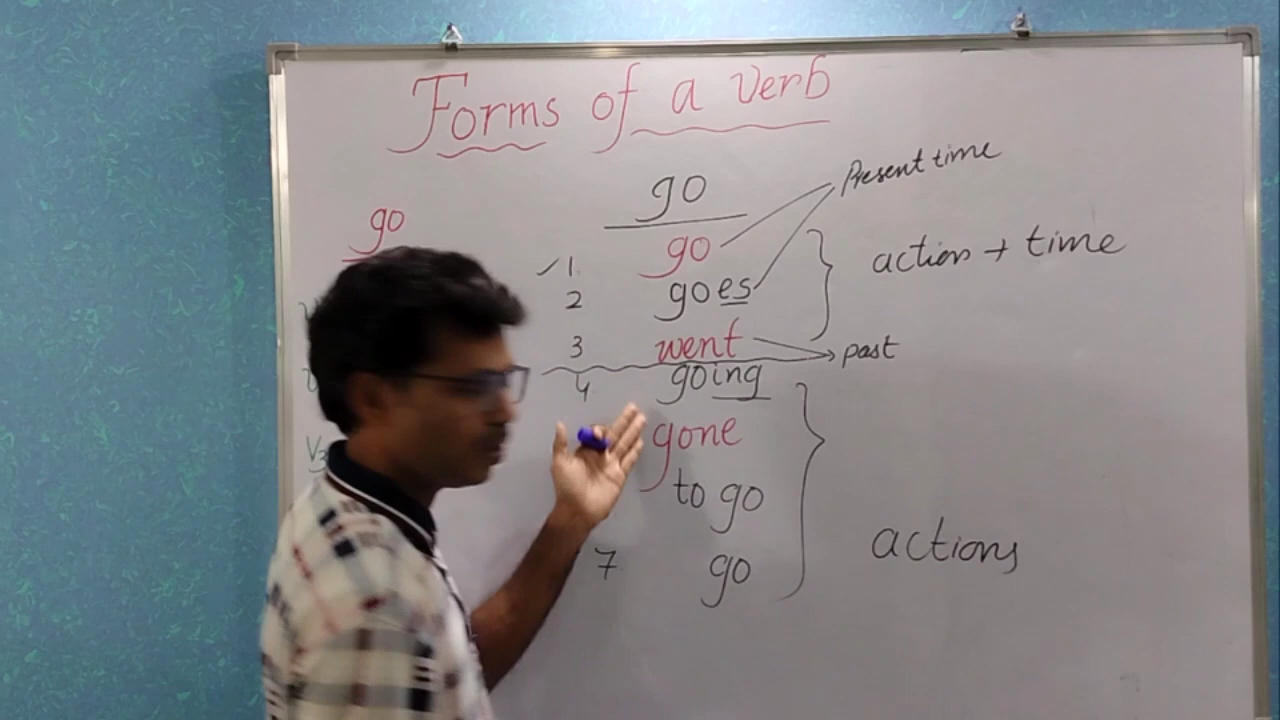 Forms of a verb
go
go
Present time
1. go
2 goes
action + time
3 went
past
4 going
gone
to go
7 go
actions
V3